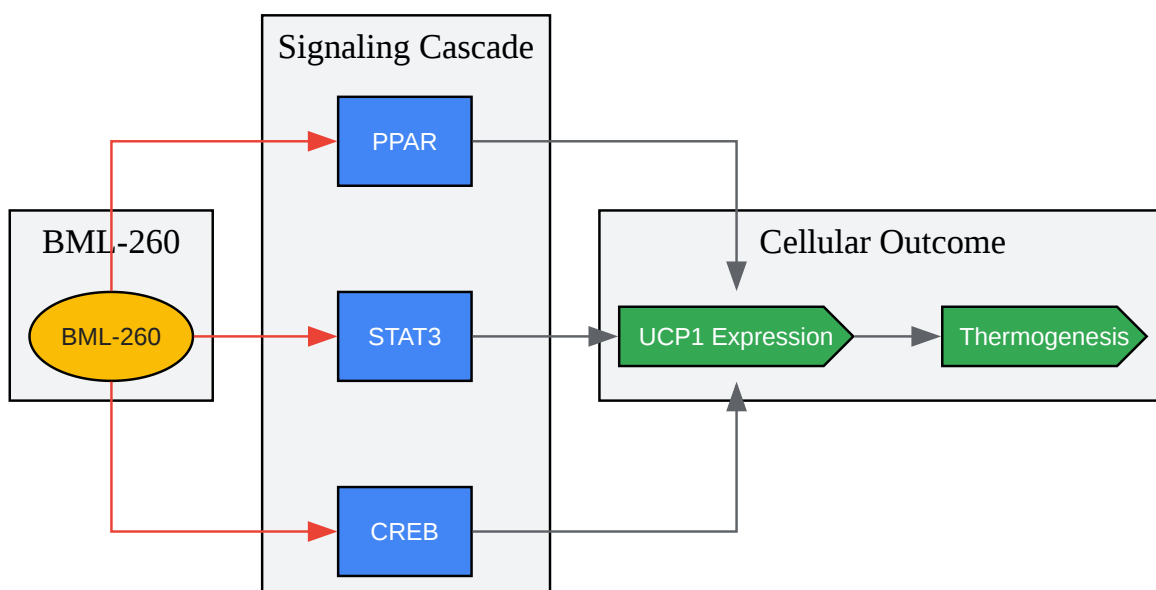 Signaling Cascade
PPAR
BML-260
Cellular Outcome
BML-260
STAT3
UCP1 Expression
Thermogenesis
CREB